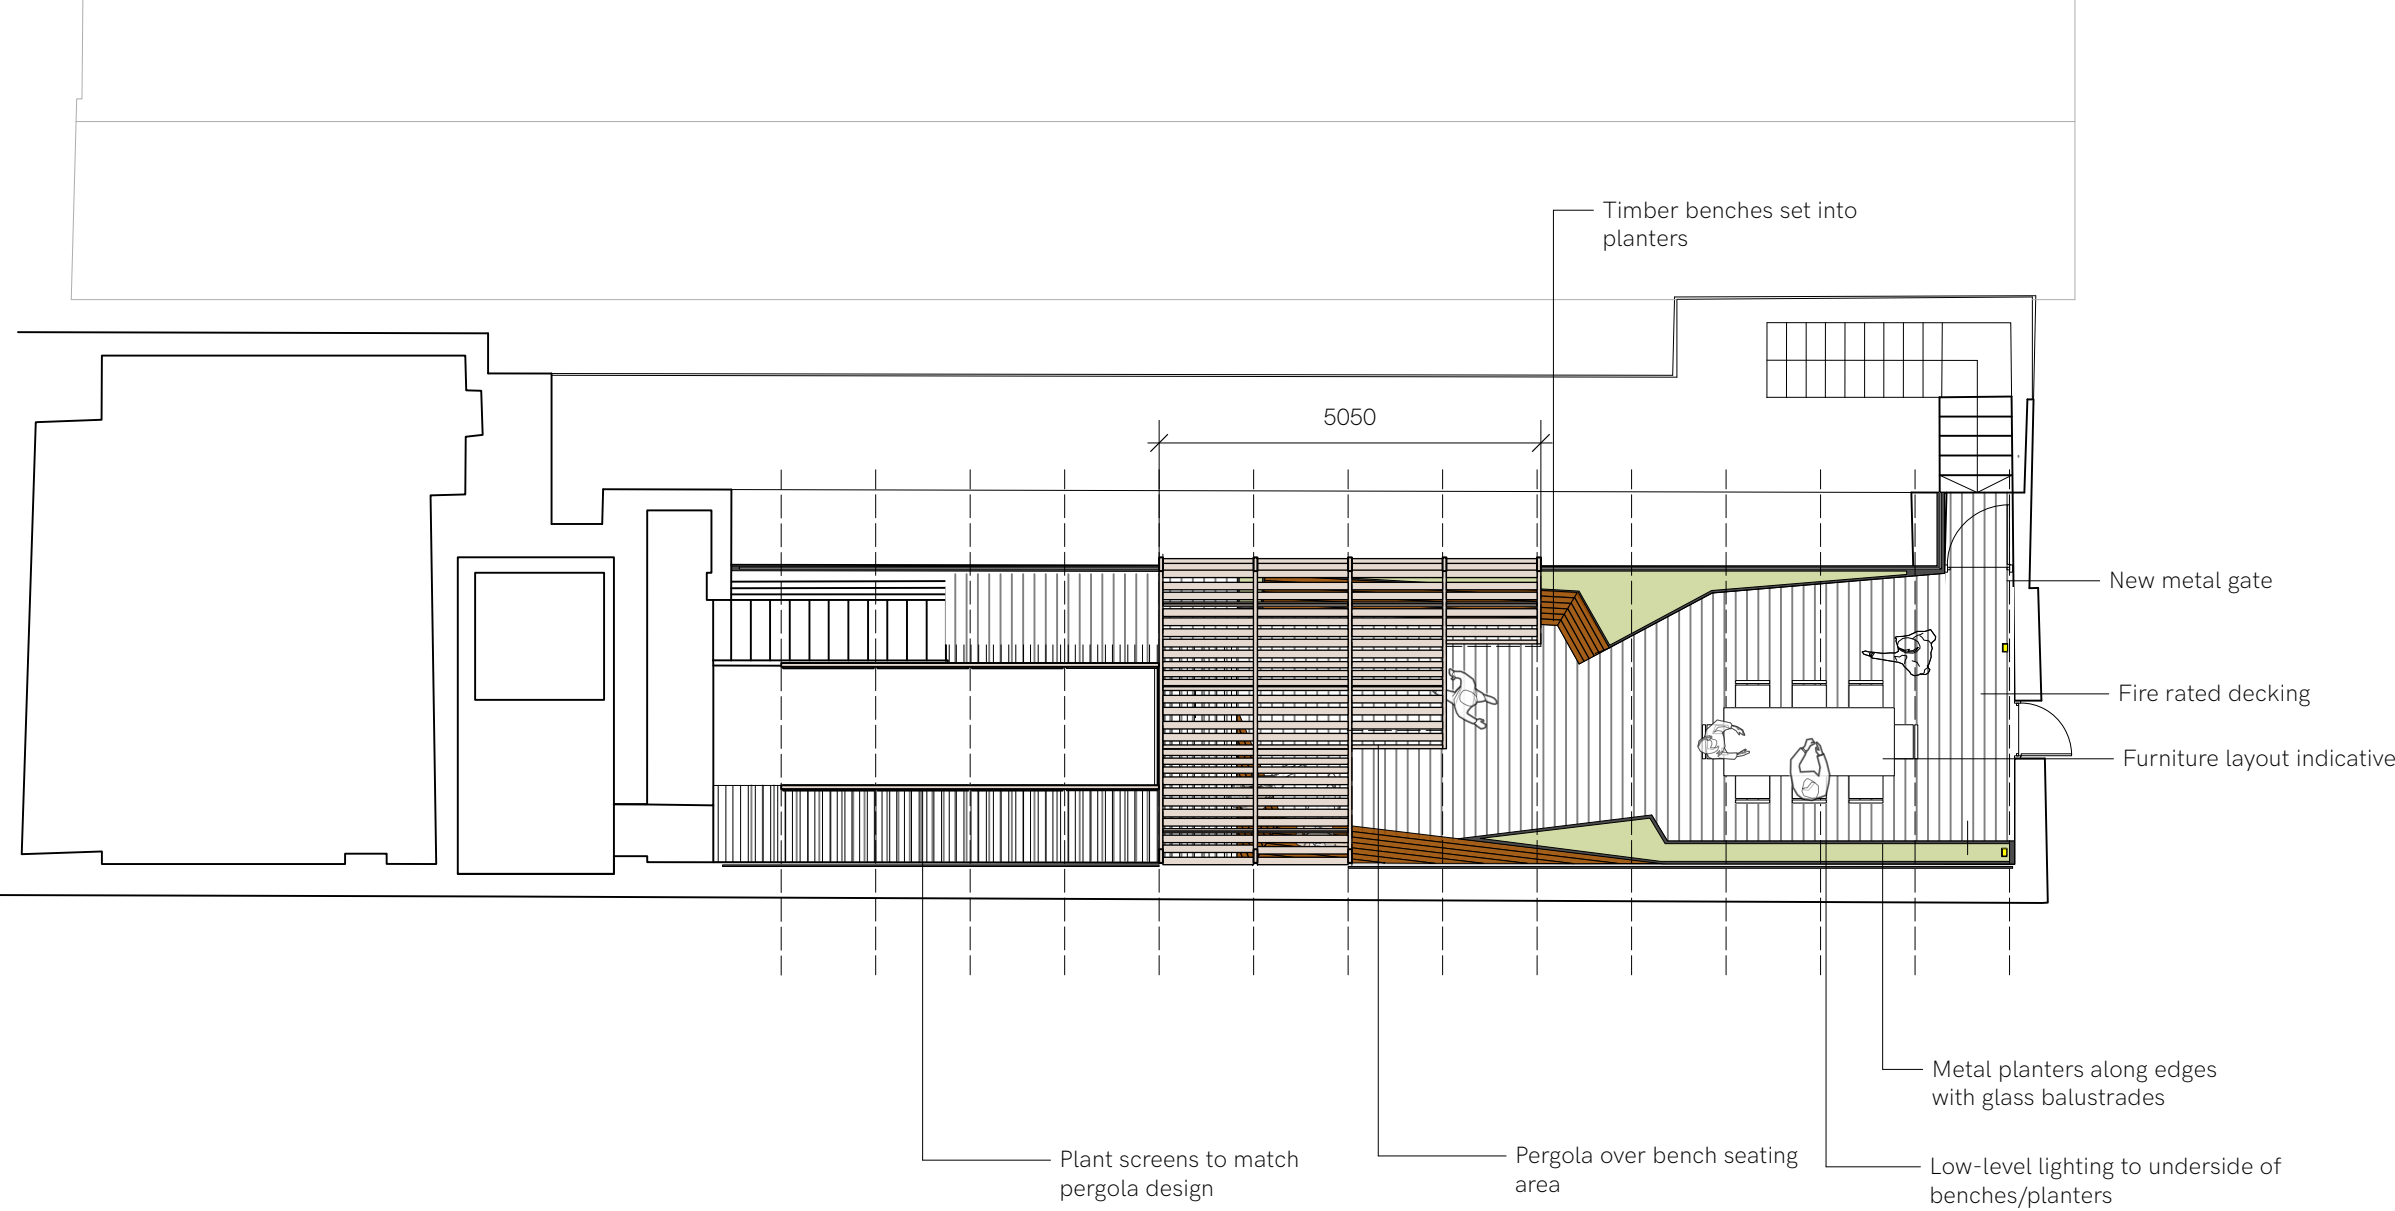 Timber benches set into
planters
5050
New metal gate
Fire rated decking
Furniture layout indicative
Metal planters along edges
with glass balustrades
Plant screens to match
pergola design
Pergola over bench seating
area
Low-level lighting to underside of
benches/planters